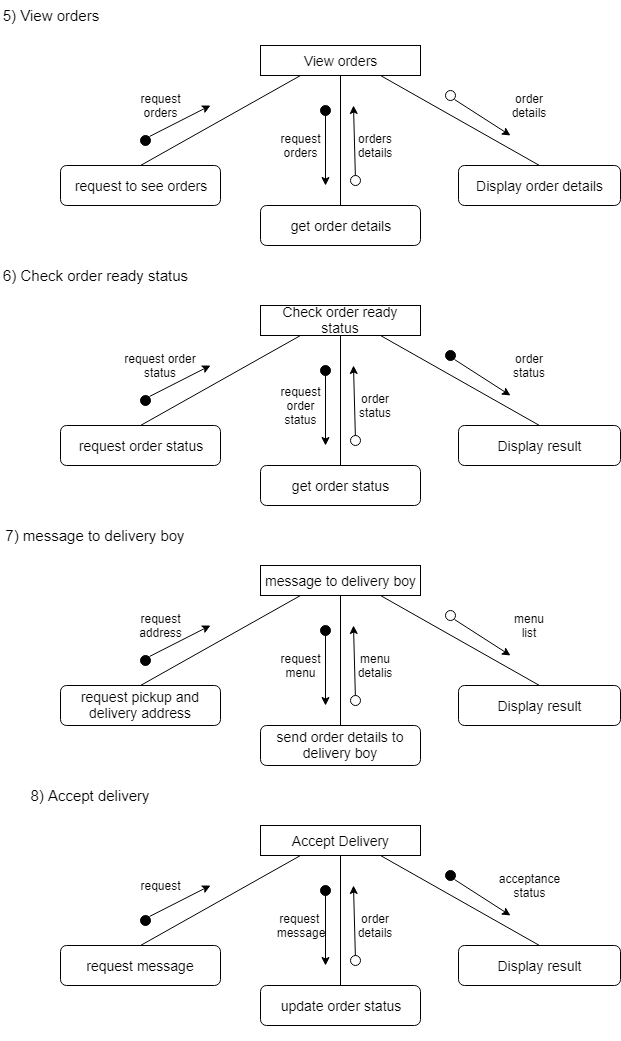 5) View orders
View orders
request
orders
order
details
request
orders
orders
details
request to see orders
Display order details
get order details
6) Check order ready status
Check order ready
status
request order
status
order
status
request
order
status
order
status
request order status
Display result
get order status
7) message to delivery boy
message to delivery boy
request
address
menu
list
request
menu
menu
detalis
request pickup and
delivery address
Display result
send order details to
delivery boy
8) Accept delivery
Accept Delivery
request
acceptance
status
request
message
order
details
request message
Display result
update order status